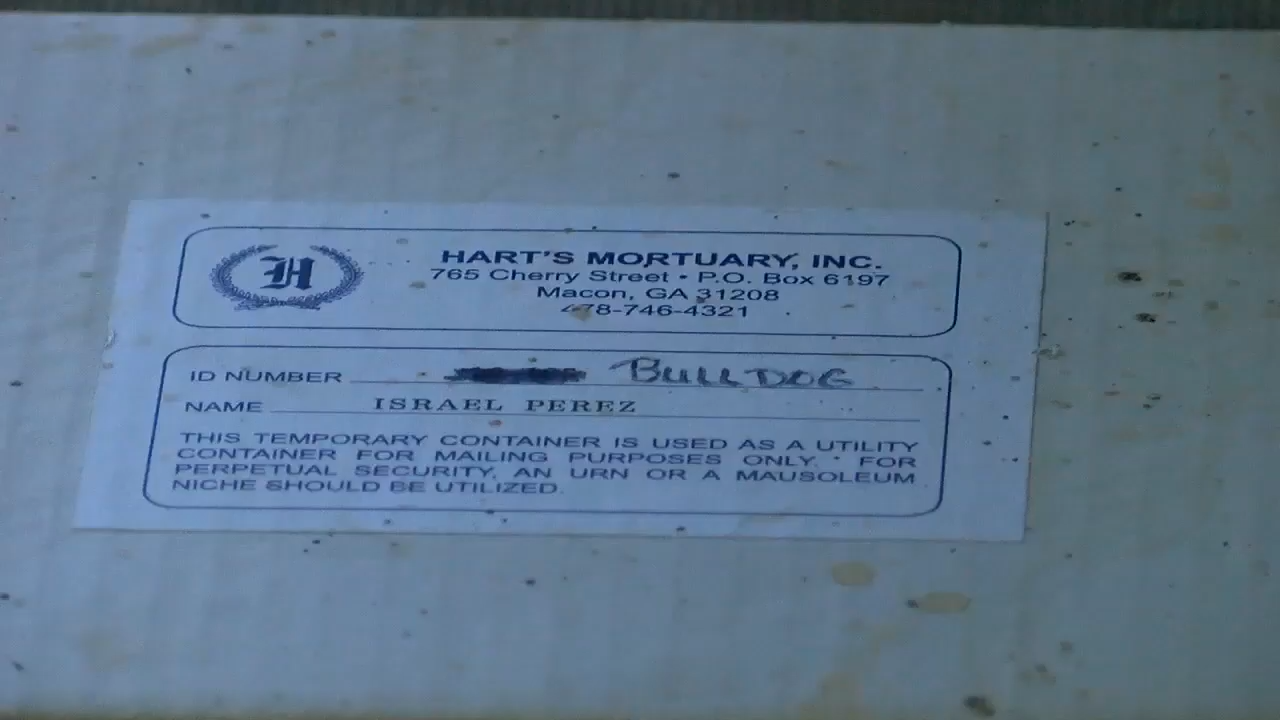 H
HART'S MORTUARY, INC.
765 Cherry Street • P.O. Box 6197
Macon, GA 31208
478-746-4321
ID NUMBER BULLDOG
NAME ISRAEL PEREZ
THIS TEMPORARY CONTAINER IS USED AS A UTILITY
CONTAINER FOR MAILING PURPOSES ONLY. FOR
PERPETUAL SECURITY, AN URN OR A MAUSOLEUM
NICHE SHOULD BE UTILIZED.